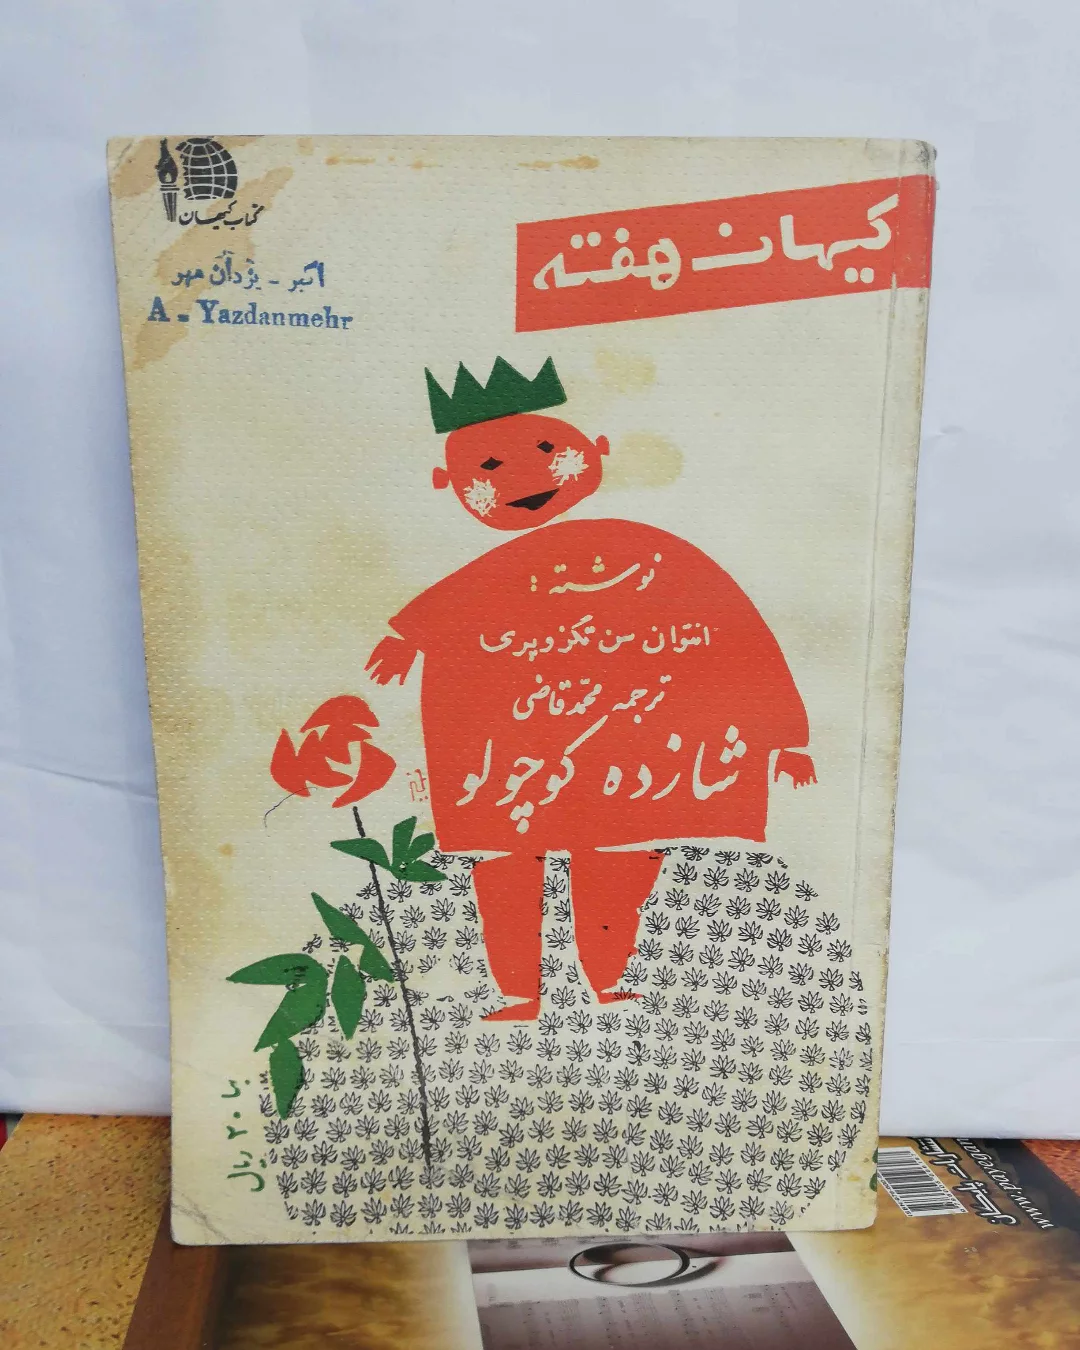 کتاب کیهان
اکبر - یزدان مهر
A - Yazdanmehr
کیهان هفته
نوشته :
انتوان سن تگزوپری
ترجمه محمّد قاضی
شازده کوچولو
بها ۲۰ ریال